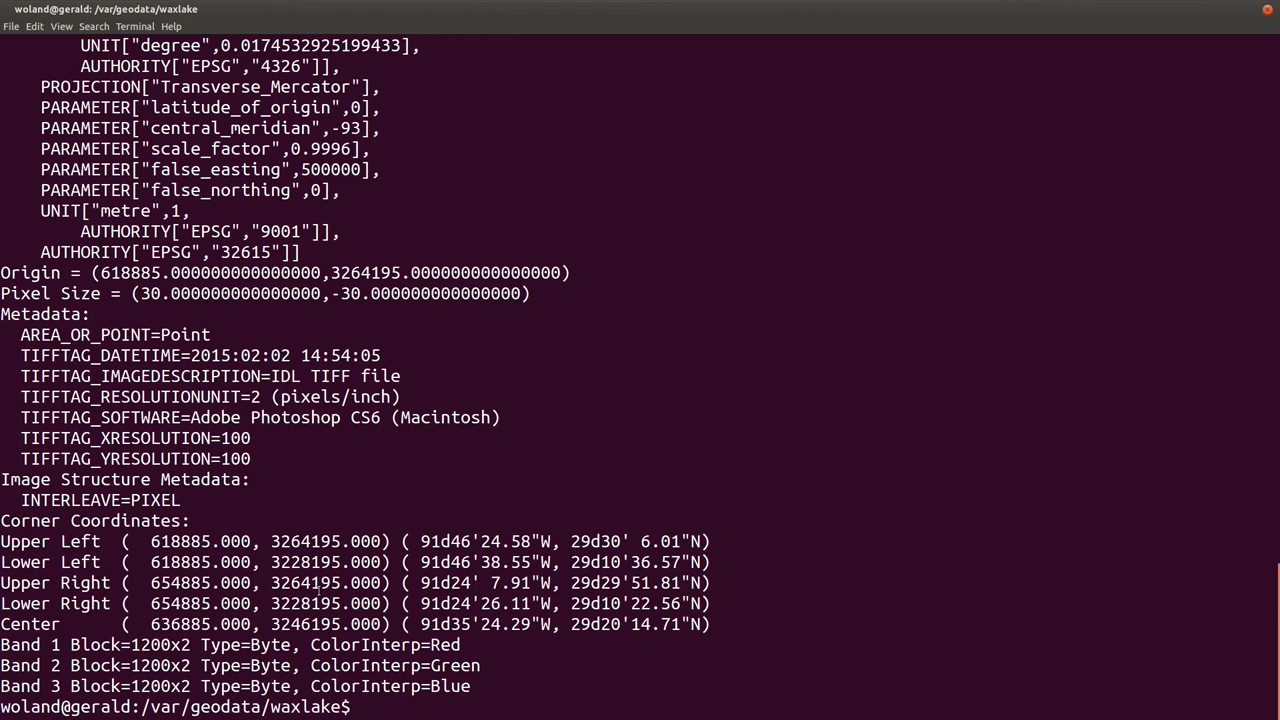 woland@gerald: /var/geodata/waxlake
File Edit View Search Terminal Help
        UNIT["degree",0.0174532925199433],
        AUTHORITY["EPSG","4326"]],
    PROJECTION["Transverse_Mercator"],
    PARAMETER["latitude_of_origin",0],
    PARAMETER["central_meridian",-93],
    PARAMETER["scale_factor",0.9996],
    PARAMETER["false_easting",500000],
    PARAMETER["false_northing",0],
    UNIT["metre",1,
        AUTHORITY["EPSG","9001"]],
    AUTHORITY["EPSG","32615"]]
Origin = (618885.000000000000000,3264195.000000000000000)
Pixel Size = (30.000000000000000,-30.000000000000000)
Metadata:
  AREA_OR_POINT=Point
  TIFFTAG_DATETIME=2015:02:02 14:54:05
  TIFFTAG_IMAGEDESCRIPTION=IDL TIFF file
  TIFFTAG_RESOLUTIONUNIT=2 (pixels/inch)
  TIFFTAG_SOFTWARE=Adobe Photoshop CS6 (Macintosh)
  TIFFTAG_XRESOLUTION=100
  TIFFTAG_YRESOLUTION=100
Image Structure Metadata:
  INTERLEAVE=PIXEL
Corner Coordinates:
Upper Left  (  618885.000, 3264195.000) ( 91d46'24.58"W, 29d30' 6.01"N)
Lower Left  (  618885.000, 3228195.000) ( 91d46'38.55"W, 29d10'36.57"N)
Upper Right (  654885.000, 3264195.000) ( 91d24' 7.91"W, 29d29'51.81"N)
Lower Right (  654885.000, 3228195.000) ( 91d24'26.11"W, 29d10'22.56"N)
Center      (  636885.000, 3246195.000) ( 91d35'24.29"W, 29d20'14.71"N)
Band 1 Block=1200x2 Type=Byte, ColorInterp=Red
Band 2 Block=1200x2 Type=Byte, ColorInterp=Green
Band 3 Block=1200x2 Type=Byte, ColorInterp=Blue
woland@gerald:/var/geodata/waxlake$